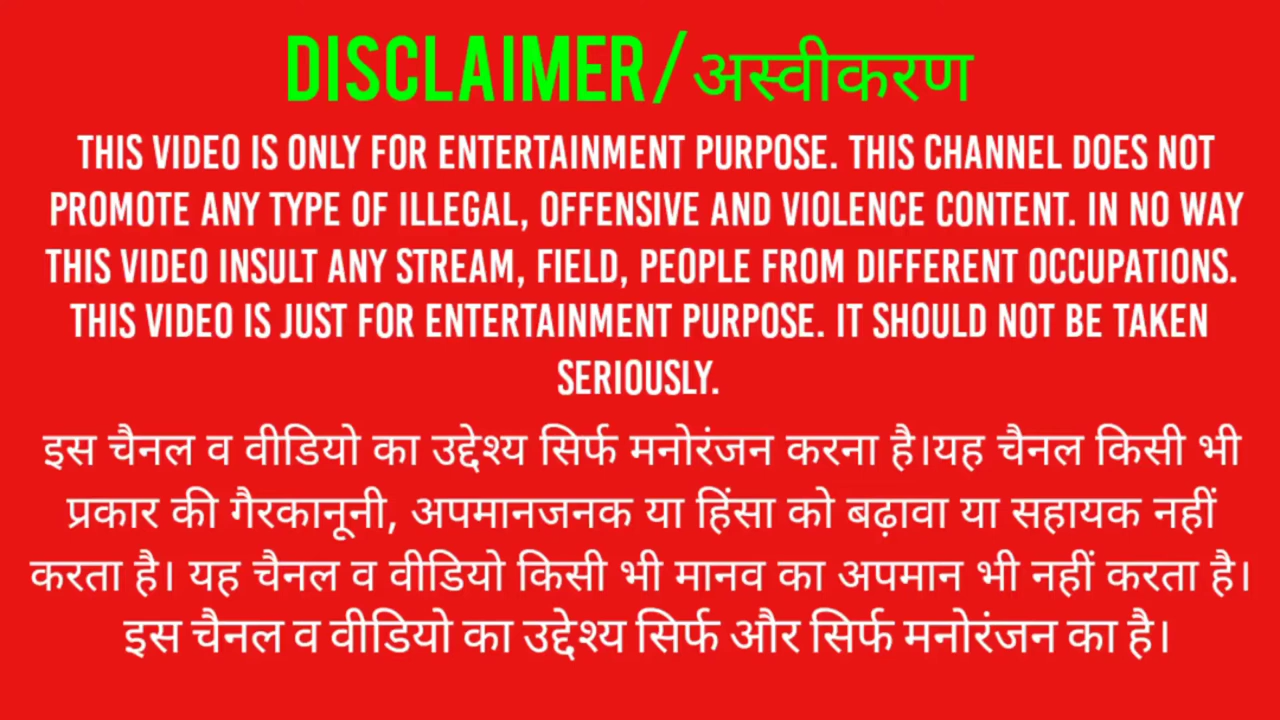 DISCLAIMER/अस्वीकरण
THIS VIDEO IS ONLY FOR ENTERTAINMENT PURPOSE. THIS CHANNEL DOES NOT
PROMOTE ANY TYPE OF ILLEGAL, OFFENSIVE AND VIOLENCE CONTENT. IN NO WAY
THIS VIDEO INSULT ANY STREAM, FIELD, PEOPLE FROM DIFFERENT OCCUPATIONS.
THIS VIDEO IS JUST FOR ENTERTAINMENT PURPOSE. IT SHOULD NOT BE TAKEN
SERIOUSLY.
इस चैनल व वीडियो का उद्देश्य सिर्फ मनोरंजन करना है।यह चैनल किसी भी
प्रकार की गैरकानूनी, अपमानजनक या हिंसा को बढ़ावा या सहायक नहीं
करता है। यह चैनल व वीडियो किसी भी मानव का अपमान भी नहीं करता है।
इस चैनल व वीडियो का उद्देश्य सिर्फ और सिर्फ मनोरंजन का है।